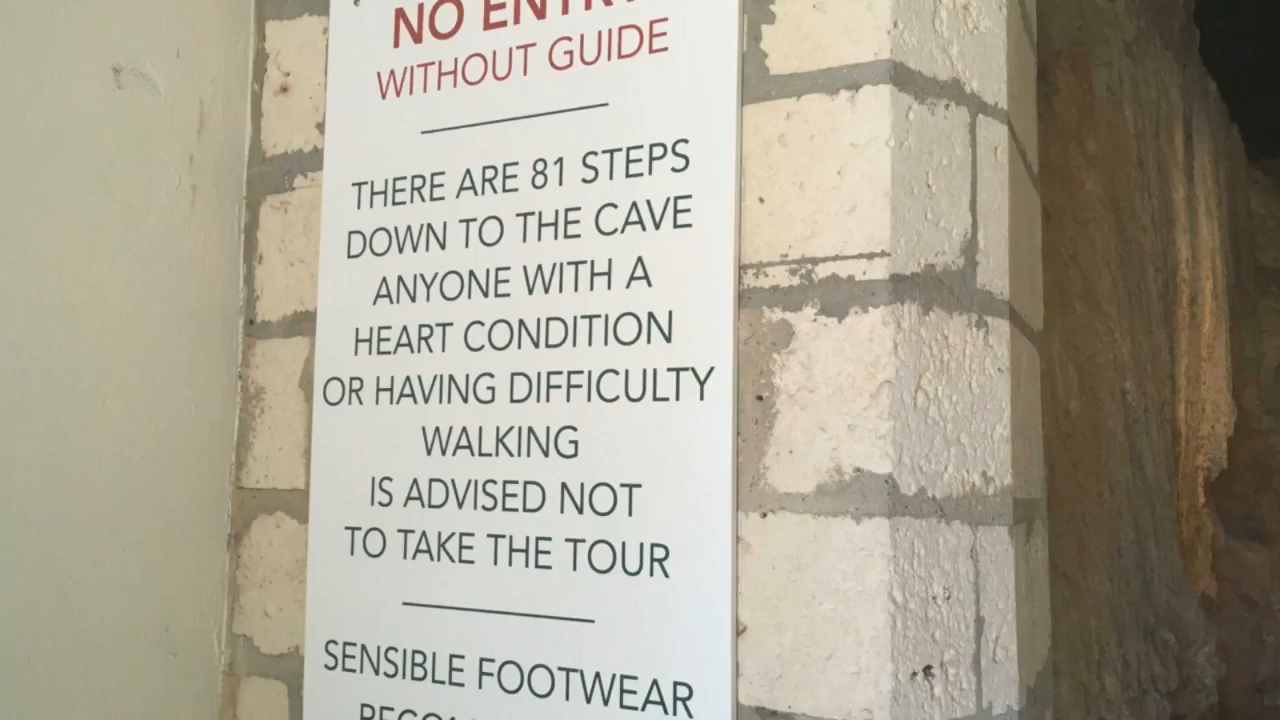 NO ENTRY
WITHOUT GUIDE
THERE ARE 81 STEPS
DOWN TO THE CAVE
ANYONE WITH A
HEART CONDITION
OR HAVING DIFFICULTY
WALKING
IS ADVISED NOT
TO TAKE THE TOUR
SENSIBLE FOOTWEAR